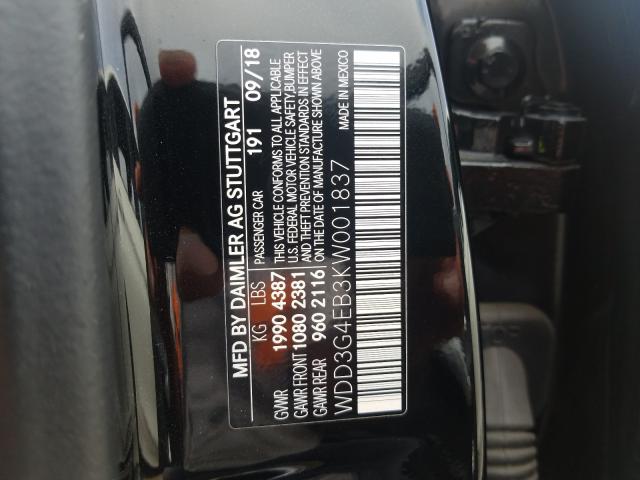 MFD BY DAIMLER AG STUTTGART
KG LBS PASSENGER CAR 191 09/18
GVWR 1990 4387 THIS VEHICLE CONFORMS TO ALL APPLICABLE
U.S. FEDERAL MOTOR VEHICLE SAFETY,BUMPER
GAWR FRONT 1080 2381 AND THEFT PREVENTION STANDARDS IN EFFECT
GAWR REAR 960 2116 ON THE DATE OF MANUFACTURE SHOWN ABOVE
WDD3G4EB3KW001837 MADE IN MEXICO